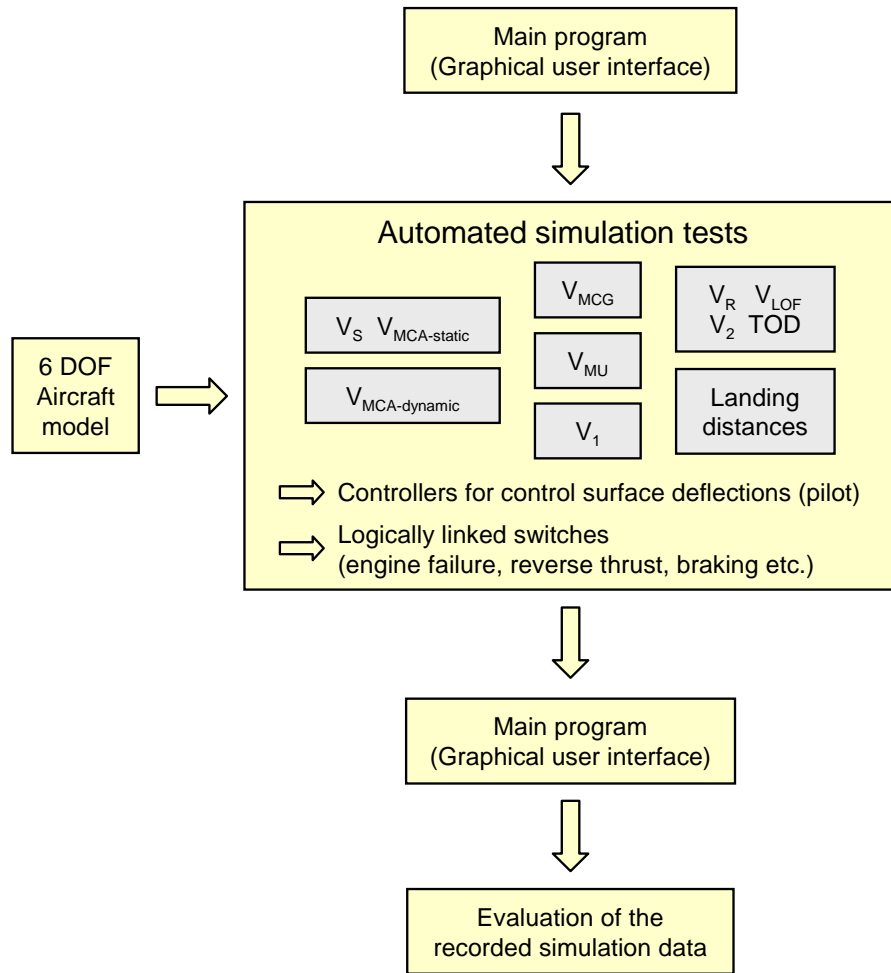 Main program
(Graphical user interface)
Automated simulation tests
V_S V_MCA-static
V_MCA-dynamic
V_MCG
V_MU
V_1
V_R V_LOF
V_2 TOD
Landing
distances
6 DOF
Aircraft
model
Controllers for control surface deflections (pilot)
Logically linked switches
(engine failure, reverse thrust, braking etc.)
Main program
(Graphical user interface)
Evaluation of the
recorded simulation data